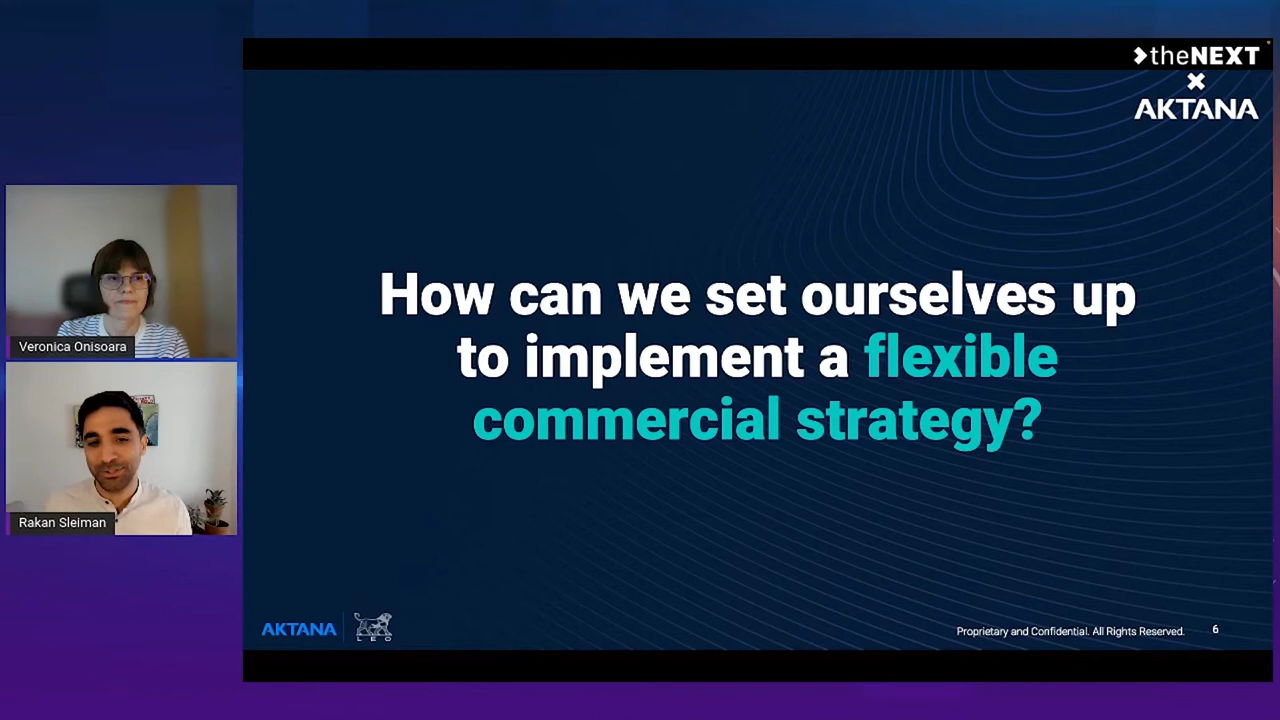 theNEXT
AKTANA
How can we set ourselves up
to implement a flexible
commercial strategy?
Veronica Onisoara
Rakan Sleiman
AKTANA
LEO
Proprietary and Confidential. All Rights Reserved.
6